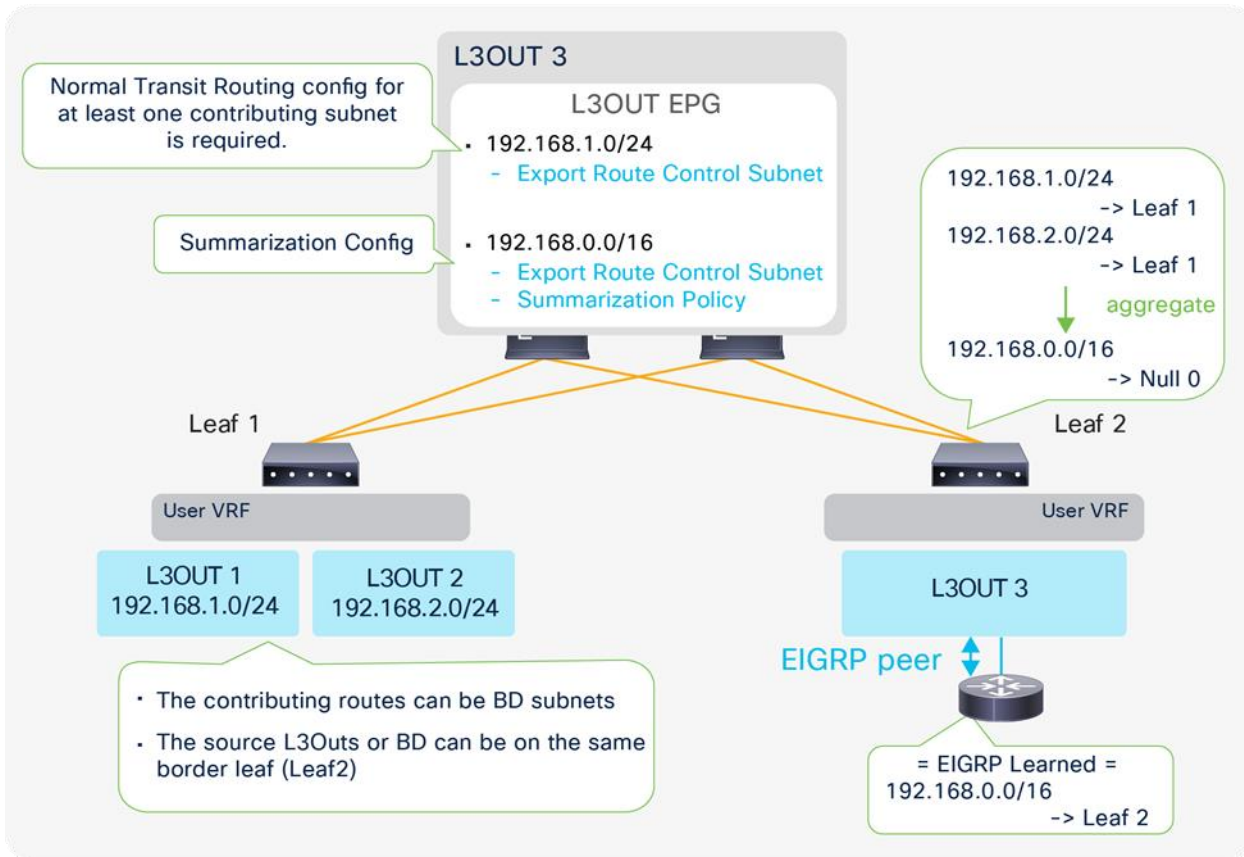 L3OUT 3
Normal Transit Routing config for
at least one contributing subnet
is required.
L3OUT EPG
· 192.168.1.0/24
- Export Route Control Subnet
Summarization Config
· 192.168.0.0/16
- Export Route Control Subnet
- Summarization Policy
192.168.1.0/24
-> Leaf 1
192.168.2.0/24
-> Leaf 1
aggregate
192.168.0.0/16
-> Null 0
Leaf 1
Leaf 2
User VRF
User VRF
L3OUT 1
192.168.1.0/24
L3OUT 2
192.168.2.0/24
L3OUT 3
EIGRP peer
· The contributing routes can be BD subnets
· The source L3Outs or BD can be on the same
border leaf (Leaf2)
= EIGRP Learned =
192.168.0.0/16
-> Leaf 2